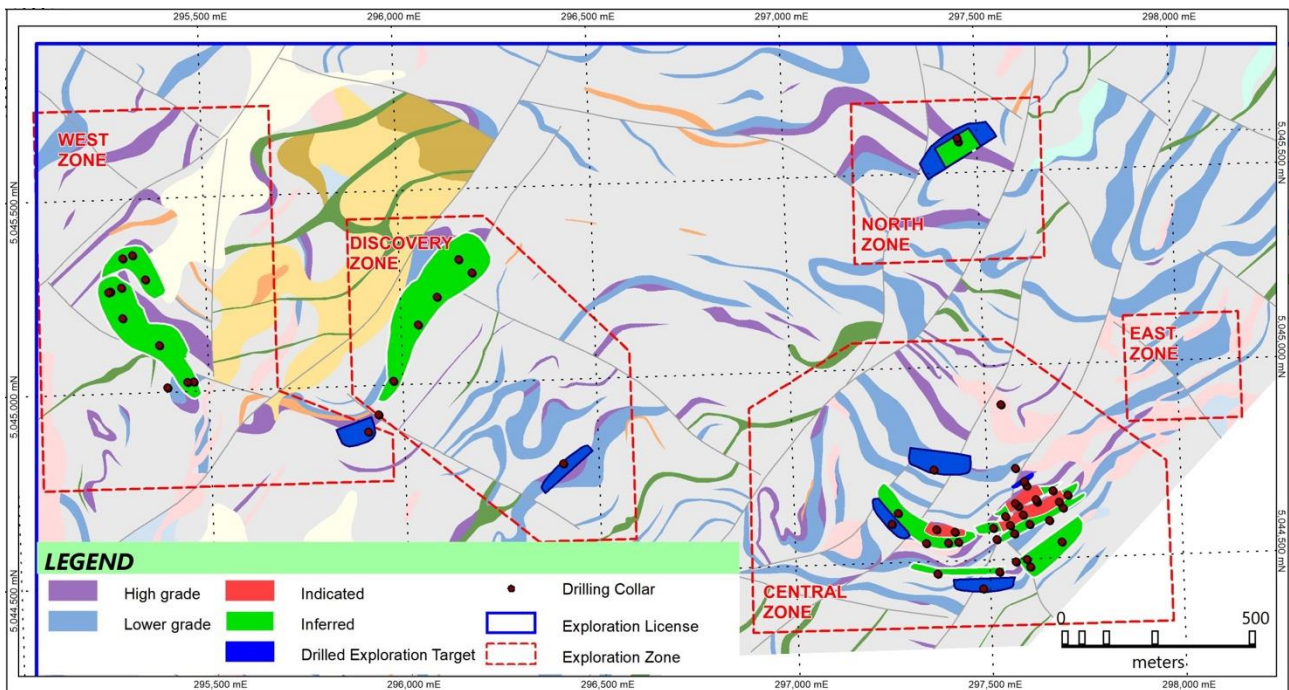 295,500 mE
296,000 mE
296,500 mE
297,000 mE
297,500 mE
298,000 mE
5,045,500 mN
5,045,000 mN
5,044,500 mN
5,045,500 mN
5,045,000 mN
5,044,500 mN
WEST
ZONE
DISCOVERY
ZONE
NORTH
ZONE
EAST
ZONE
CENTRAL
ZONE
LEGEND
High grade
Lower grade
Indicated
Inferred
Drilled Exploration Target
Drilling Collar
Exploration License
Exploration Zone
0
500
meters
295,500 mE
296,000 mE
296,500 mE
297,000 mE
297,500 mE
298,000 mE